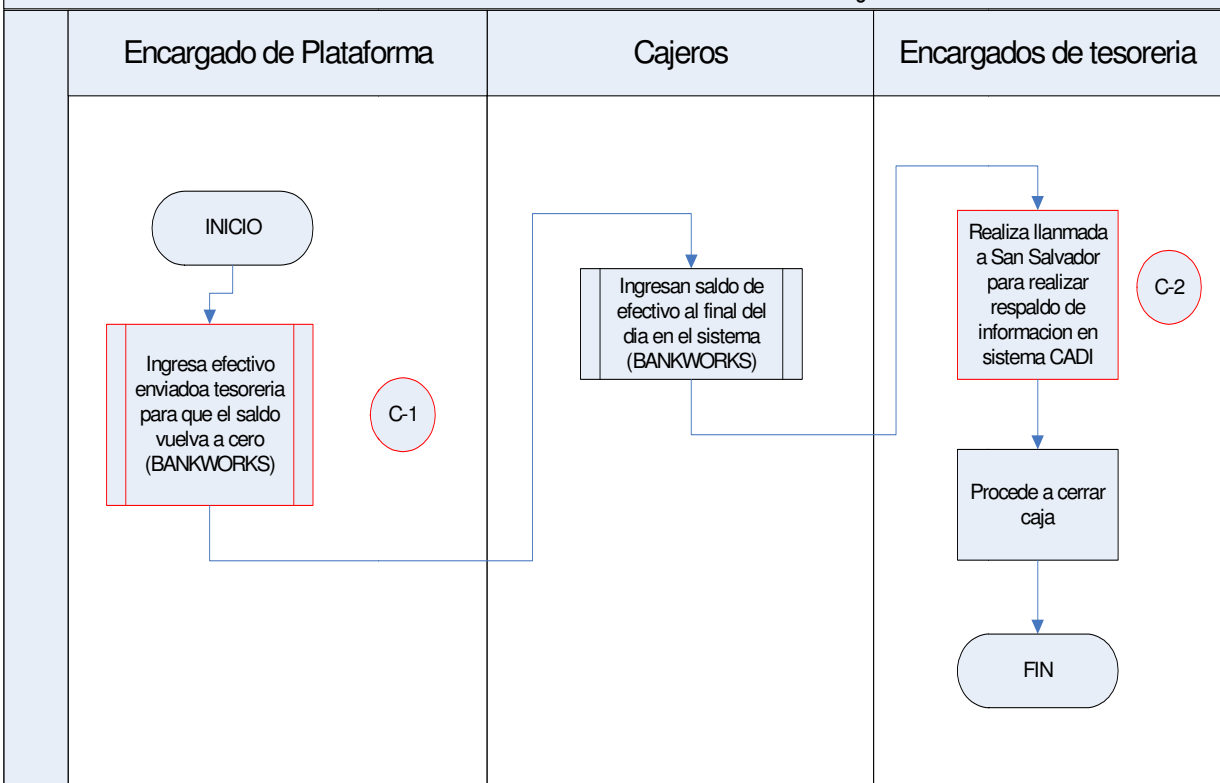 Encargado de Plataforma
Cajeros
Encargados de tesoreria
INICIO
Ingresa efectivo
enviadoa tesoreria
para que el saldo
vuelva a cero
(BANKWORKS)
C-1
Ingresan saldo de
efectivo al final del
dia en el sistema
(BANKWORKS)
Realiza llanmada
a San Salvador
para realizar
respaldo de
informacion en
sistema CADI
C-2
Procede a cerrar
caja
FIN